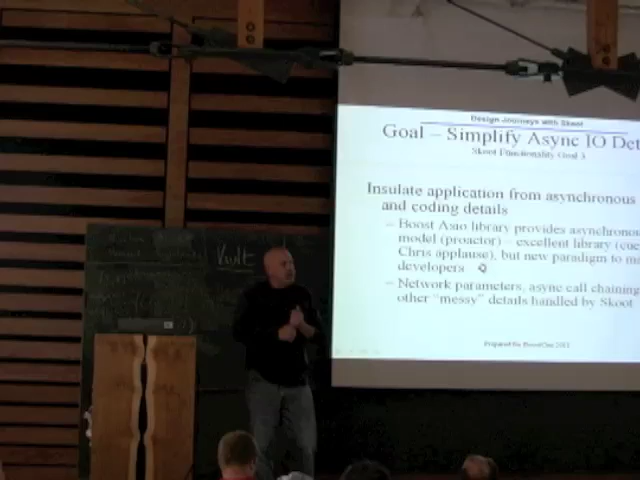 Design Journeys with Skoot
Goal – Simplify Async IO Det
Skoot Functionality Goal 3
Insulate application from asynchronous
and coding details
– Boost Asio library provides asynchronou
model (proactor) – excellent library (cue
Chris applause), but new paradigm to ma
developers
– Network parameters, async call chaining
other "messy" details handled by Skoot
Prepared for BoostCon 2011
Vault